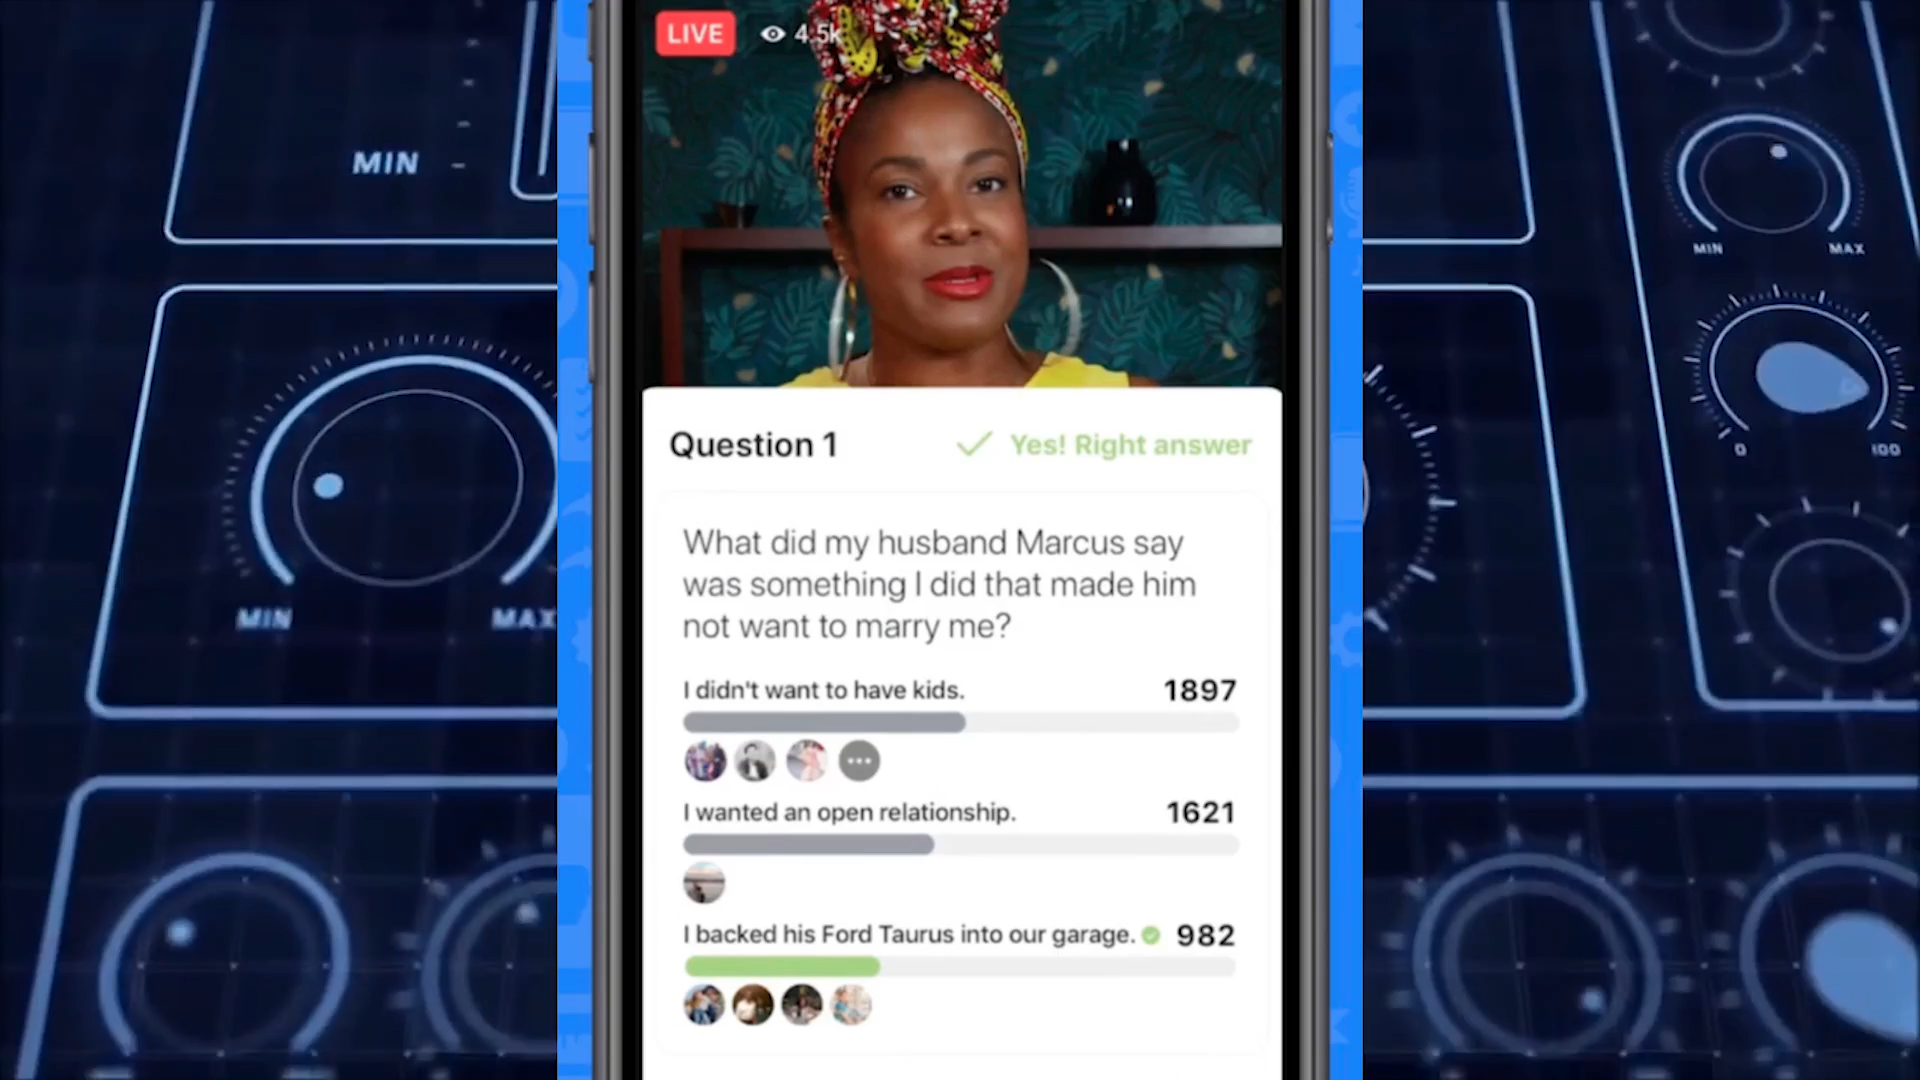 LIVE 4.5k
MIN
MIN MAX
0 100
MIN MAX
Question 1 Yes! Right answer
What did my husband Marcus say
was something I did that made him
not want to marry me?
I didn't want to have kids. 1897
I wanted an open relationship. 1621
I backed his Ford Taurus into our garage. 982